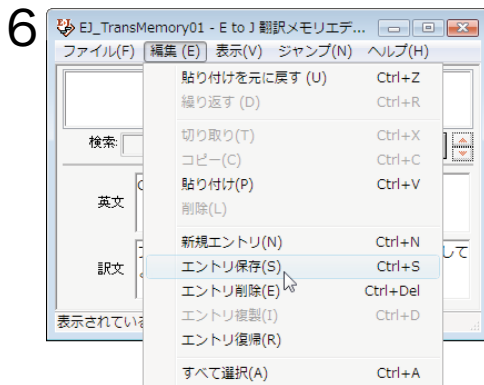 6
EJ_TransMemory01 - E to J 翻訳メモリエデ...
ファイル(F) 編集(E) 表示(V) ジャンプ(N) ヘルプ(H)
貼り付けを元に戻す(U) Ctrl+Z
繰り返す(D) Ctrl+R
切り取り(T) Ctrl+X
検索:
コピー(C) Ctrl+C
貼り付け(P) Ctrl+V
英文
削除(L)
新規エントリ(N) Ctrl+N
エントリ保存(S) Ctrl+S
して
訳文
エントリ削除(E) Ctrl+Del
エントリ複製(I) Ctrl+D
表示されてい
エントリ復帰(R)
すべて選択(A) Ctrl+A